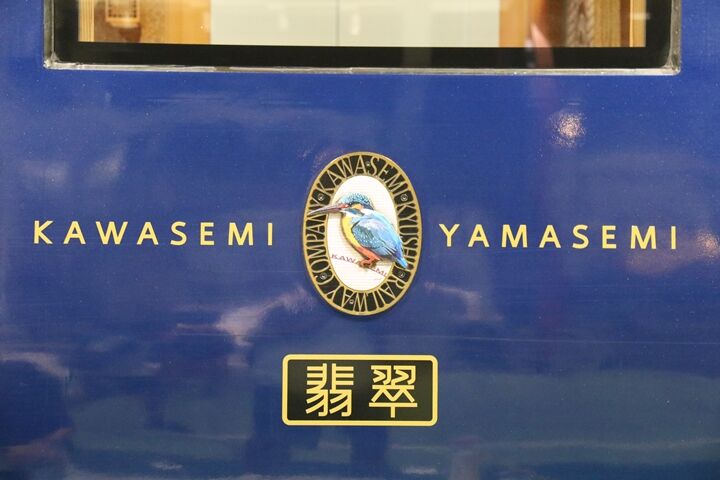 KAWASEMI YAMASEMI
KAWASEMI KYUSHU RAILWAY COMPANY
KAWASEMI
翡翠